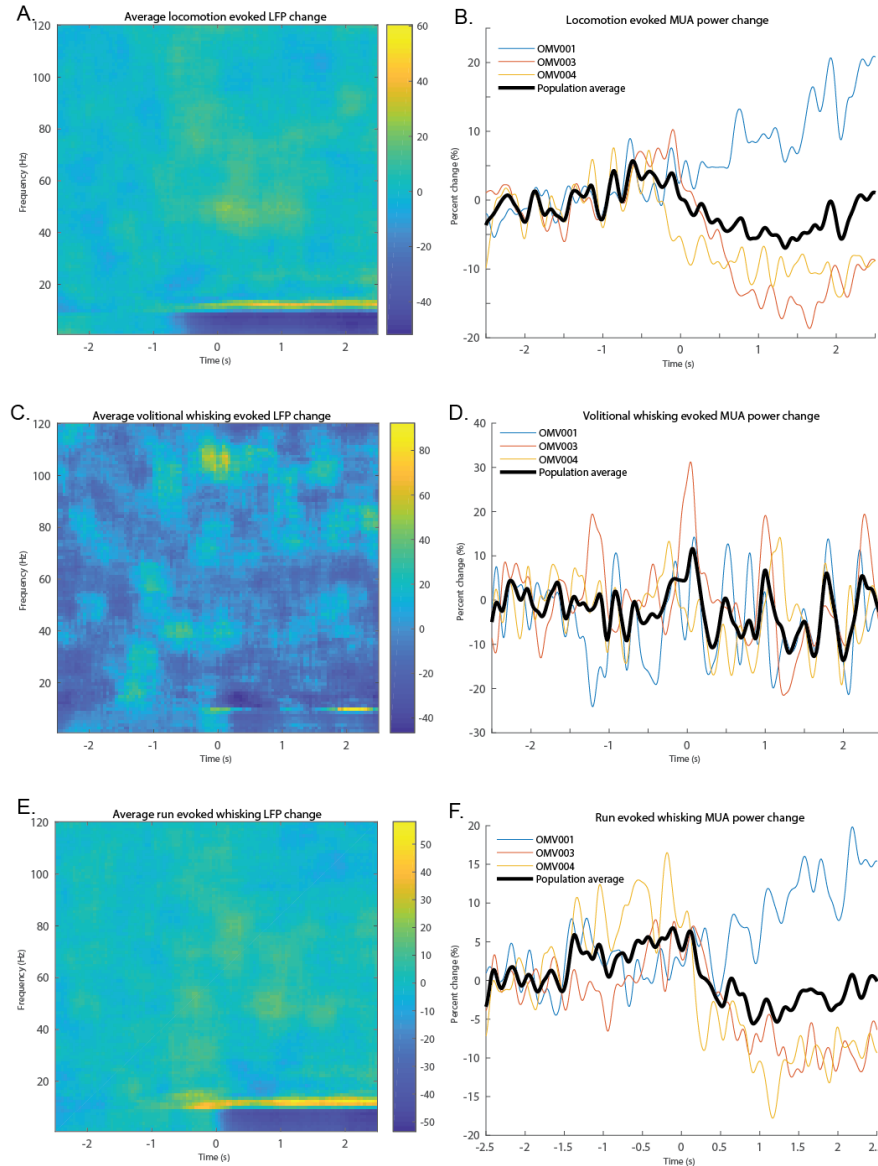 A.
Average locomotion evoked LFP change
Frequency (Hz)
120
100
80
60
40
20
-2
-1
0
1
2
Time (s)
60
40
20
0
-20
-40
B.
Locomotion evoked MUA power change
OMV001
OMV003
OMV004
Population average
Percent change (%)
20
10
0
-10
-20
-2
-1
0
1
2
Time (s)
C.
Average volitional whisking evoked LFP change
Frequency (Hz)
120
100
80
60
40
20
-2
-1
0
1
2
Time (s)
80
60
40
20
0
-20
-40
D.
Volitional whisking evoked MUA power change
OMV001
OMV003
OMV004
Population average
Percent change (%)
40
30
20
10
0
-10
-20
-30
-2
-1
0
1
2
Time (s)
E.
Average run evoked whisking LFP change
Frequency (Hz)
120
100
80
60
40
20
-2
-1
0
1
2
Time (s)
50
40
30
20
10
0
-10
-20
-30
-40
-50
F.
Run evoked whisking MUA power change
OMV001
OMV003
OMV004
Population average
Percent change (%)
20
15
10
5
0
-5
-10
-15
-20
-2.5
-2
-1.5
-1
-0.5
-0
0.5
1
1.5
2
2.5
Time (s)